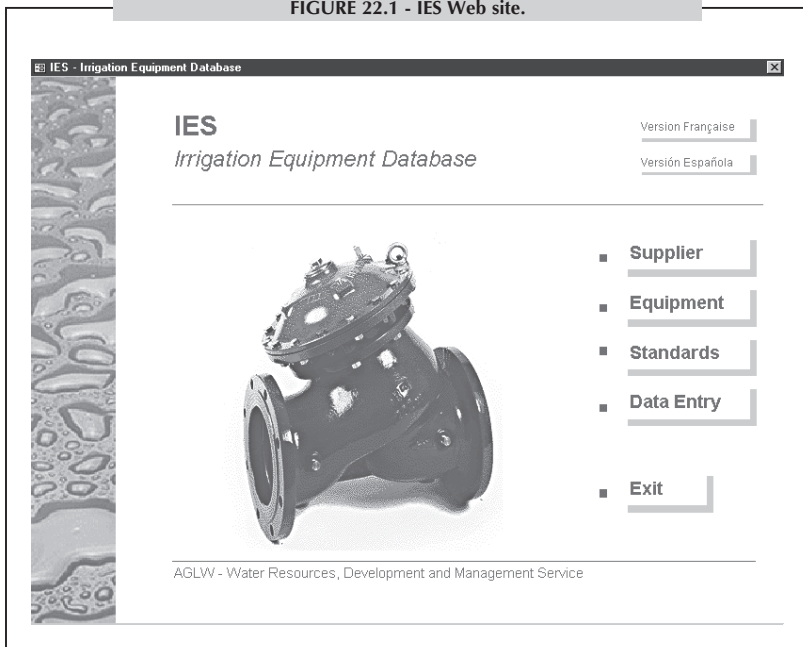 FIGURE 22.1 - IES Web site.
IES - Irrigation Equipment Database
IES
Irrigation Equipment Database
Version Française
Versión Española
Supplier
Equipment
Standards
Data Entry
Exit
AGLW - Water Resources, Development and Management Service